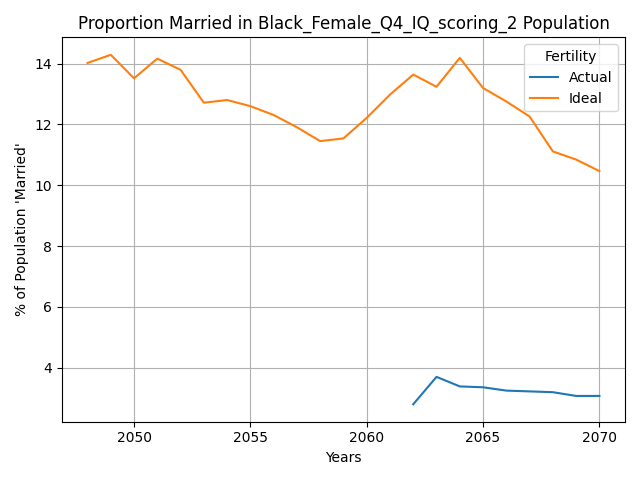 Proportion Married in Black_Female_Q4_IQ_scoring_2 Population
Fertility
Actual
Ideal
% of Population 'Married'
14
12
10
8
6
4
2050
2055
2060
2065
2070
Years